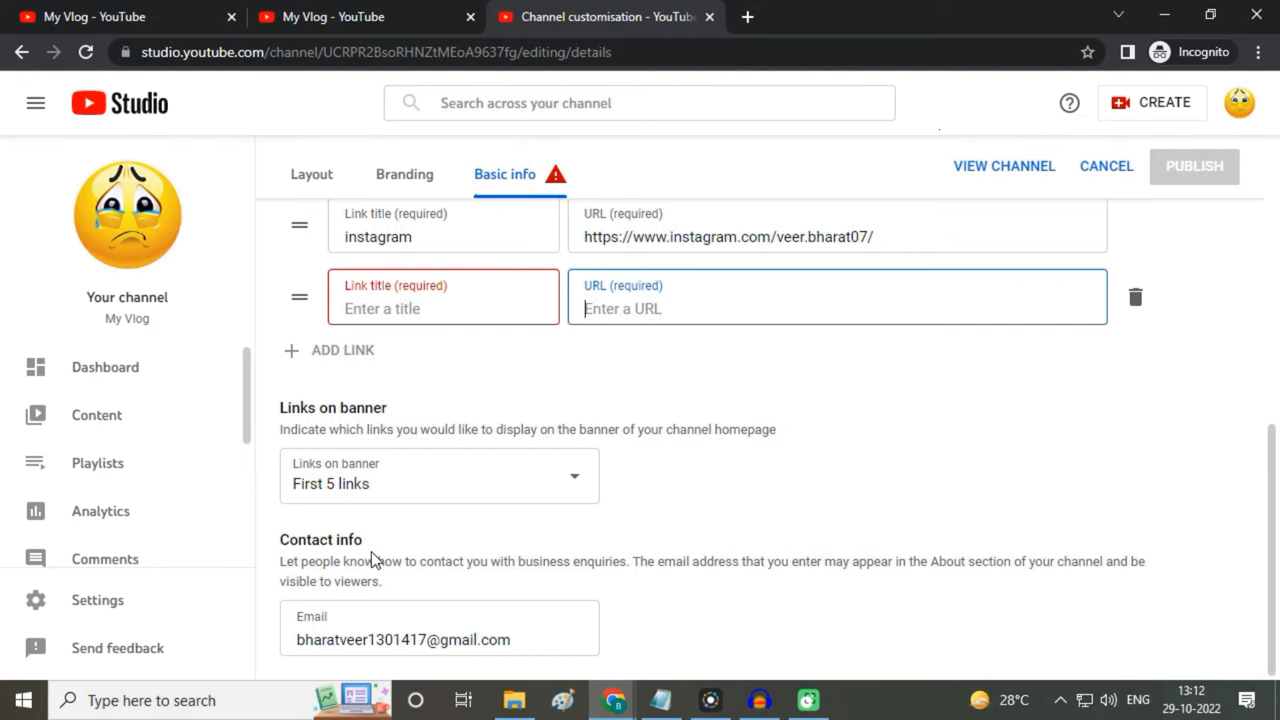 My Vlog - YouTube
My Vlog - YouTube
Channel customisation - YouTub
studio.youtube.com/channel/UCRPR2BsoRHNZtMEoA9637fg/editing/details
Incognito
Studio
Search across your channel
CREATE
Layout
Branding
Basic info
VIEW CHANNEL
CANCEL
PUBLISH
Your channel
My Vlog
Dashboard
Content
Playlists
Analytics
Comments
Settings
Send feedback
Link title (required)
instagram
URL (required)
https://www.instagram.com/veer.bharat07/
Link title (required)
Enter a title
URL (required)
Enter a URL
ADD LINK
Links on banner
Indicate which links you would like to display on the banner of your channel homepage
Links on banner
First 5 links
Contact info
Let people know how to contact you with business enquiries. The email address that you enter may appear in the About section of your channel and be
visible to viewers.
Email
bharatveer1301417@gmail.com
Type here to search
28°C
ENG
13:12
29-10-2022